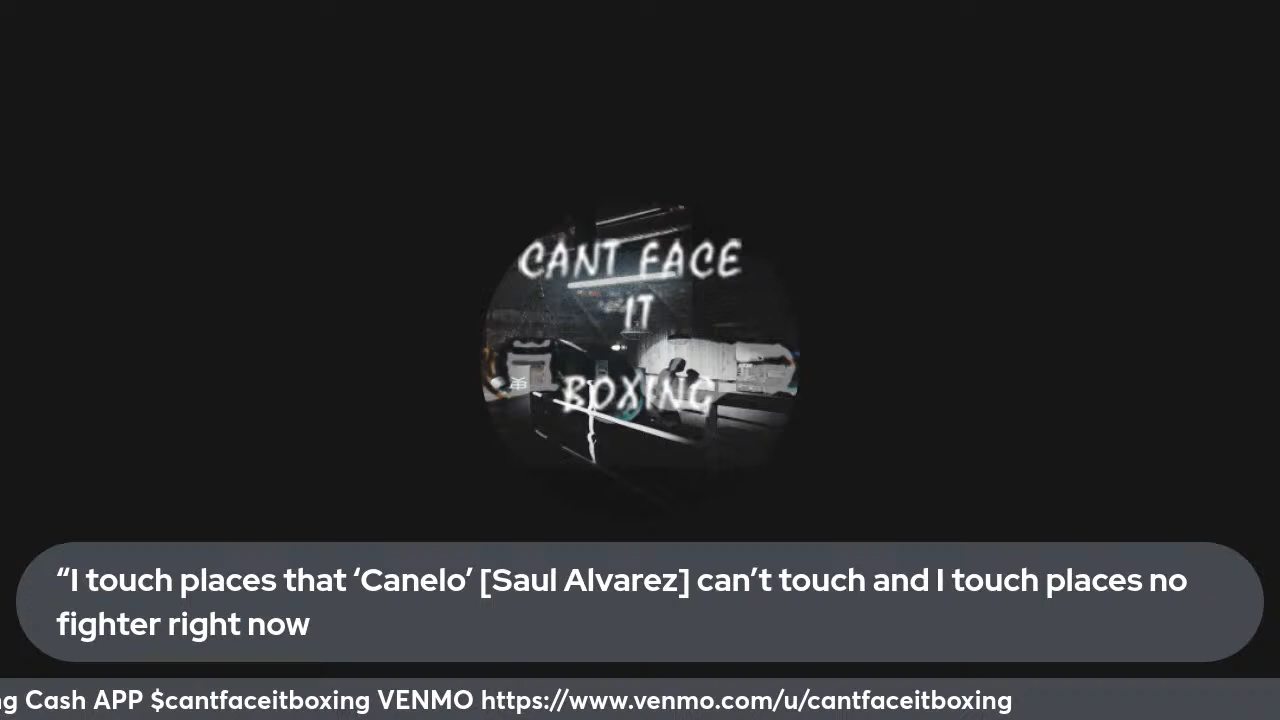 CANT FACE
IT
BOXING
“I touch places that ‘Canelo’ [Saul Alvarez] can’t touch and I touch places no
fighter right now
g Cash APP $cantfaceitboxing VENMO https://www.venmo.com/u/cantfaceitboxing